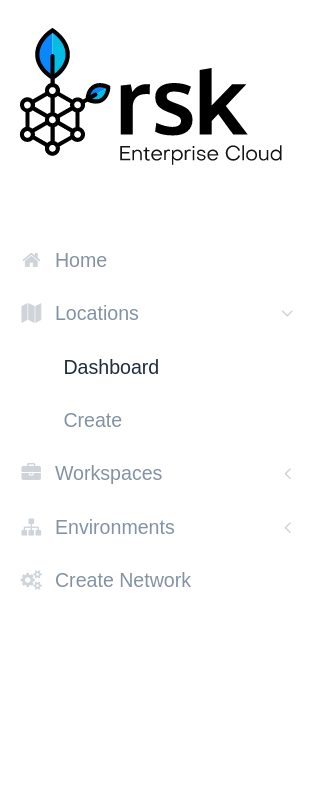 rsk
Enterprise Cloud
Home
Locations
Dashboard
Create
Workspaces
Environments
Create Network